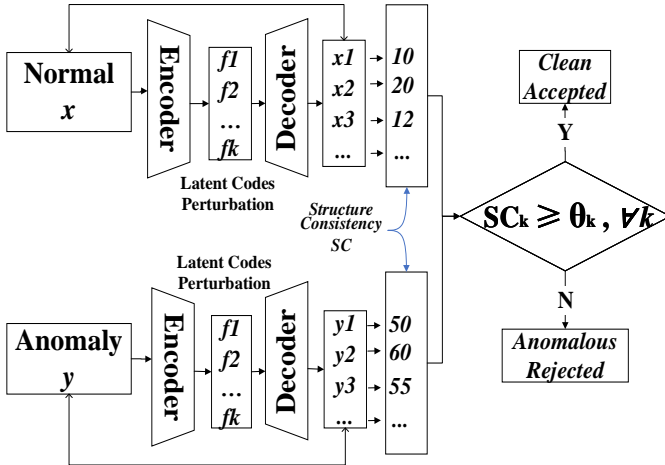 Normal
x
Encoder
f1
f2
...
fk
Decoder
x1
x2
x3
...
10
20
12
...
Latent Codes
Perturbation
Structure
Consistency
SC
Clean
Accepted
Y
SCk ≥ θk , ∀k
N
Anomalous
Rejected
Latent Codes
Perturbation
Anomaly
y
Encoder
f1
f2
...
fk
Decoder
y1
y2
y3
...
50
60
55
...